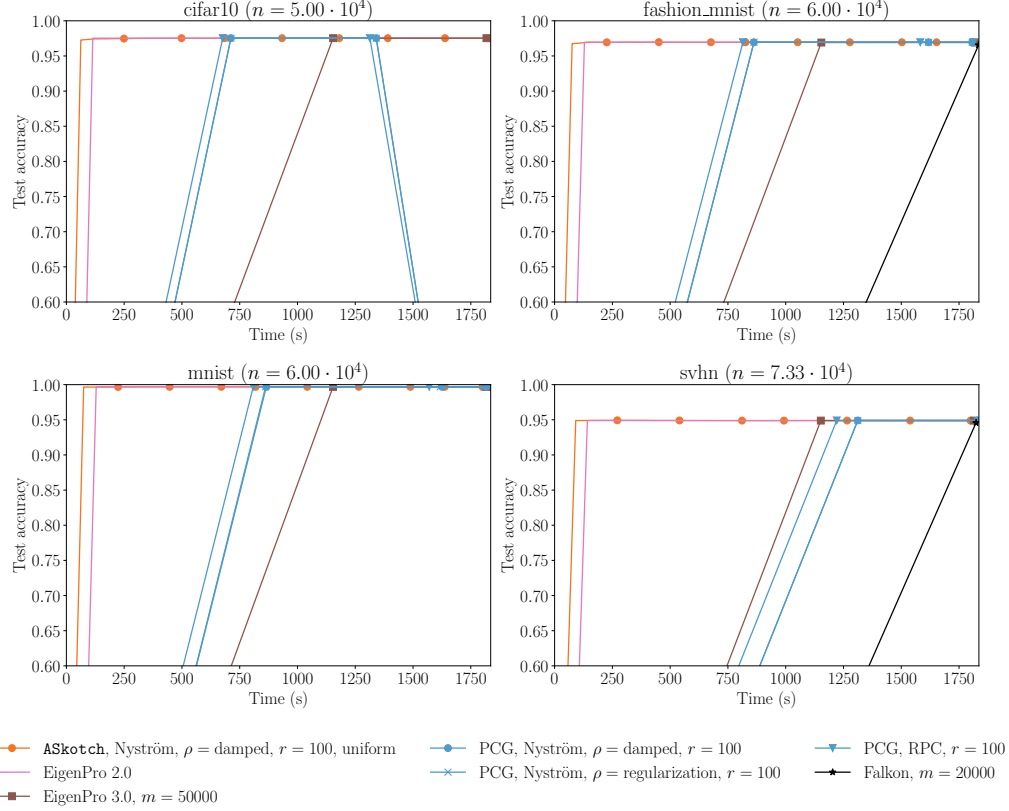 cifar10 (n = 5.00 · 10⁴)
1.00
0.95
0.90
0.85
0.80
0.75
0.70
0.65
0.60
Test accuracy
0 250 500 750 1000 1250 1500 1750
Time (s)
fashion_mnist (n = 6.00 · 10⁴)
1.00
0.95
0.90
0.85
0.80
0.75
0.70
0.65
0.60
Test accuracy
0 250 500 750 1000 1250 1500 1750
Time (s)
mnist (n = 6.00 · 10⁴)
1.00
0.95
0.90
0.85
0.80
0.75
0.70
0.65
0.60
Test accuracy
0 250 500 750 1000 1250 1500 1750
Time (s)
svhn (n = 7.33 · 10⁴)
1.00
0.95
0.90
0.85
0.80
0.75
0.70
0.65
0.60
Test accuracy
0 250 500 750 1000 1250 1500 1750
Time (s)
ASkotch, Nyström, ρ = damped, r = 100, uniform
EigenPro 2.0
EigenPro 3.0, m = 50000
PCG, Nyström, ρ = damped, r = 100
PCG, Nyström, ρ = regularization, r = 100
PCG, RPC, r = 100
Falkon, m = 20000